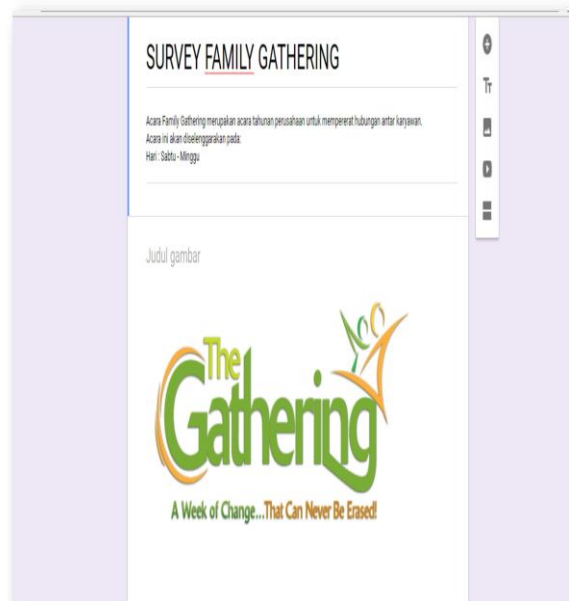 SURVEY FAMILY GATHERING
Acara Family Gathering merupakan acara tahunan perusahaan untuk mempererat hubungan antar karyawan.
Acara ini akan diselenggarakan pada:
Hari : Sabtu - Minggu
Tт
Judul gambar
The
Gathering
A Week of Change...That Can Never Be Erased!